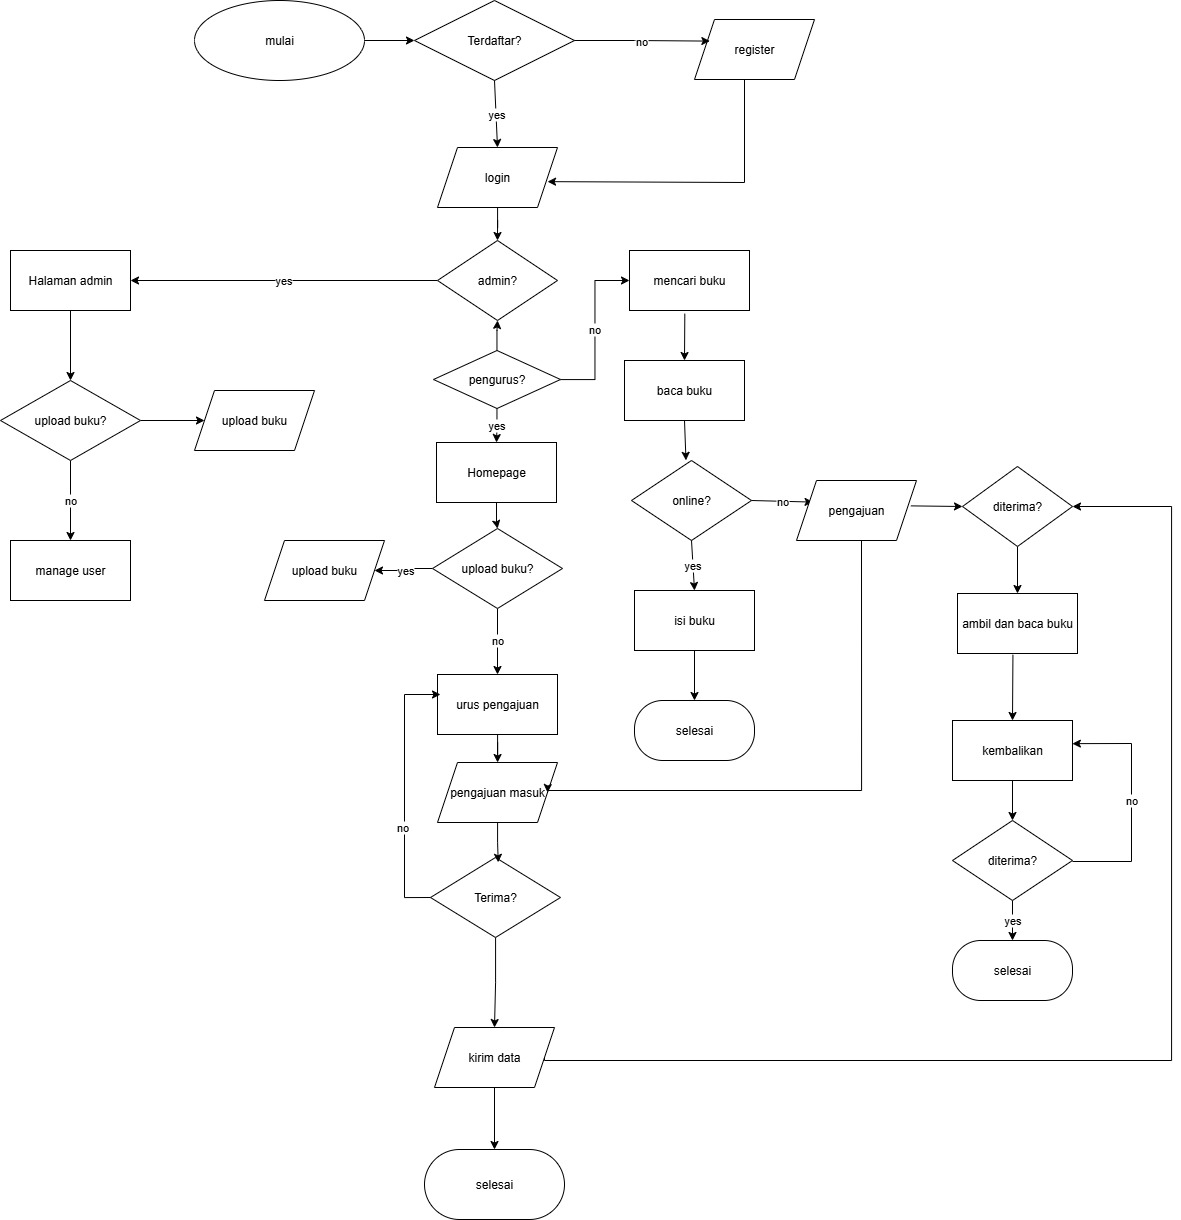 mulai
Terdaftar?
no
register
yes
login
Halaman admin
yes
admin?
mencari buku
no
pengurus?
baca buku
upload buku?
upload buku
yes
Homepage
online?
no
pengajuan
diterima?
no
manage user
upload buku
yes
upload buku?
yes
isi buku
ambil dan baca buku
no
urus pengajuan
selesai
kembalikan
pengajuan masuk
no
no
diterima?
Terima?
yes
selesai
kirim data
selesai